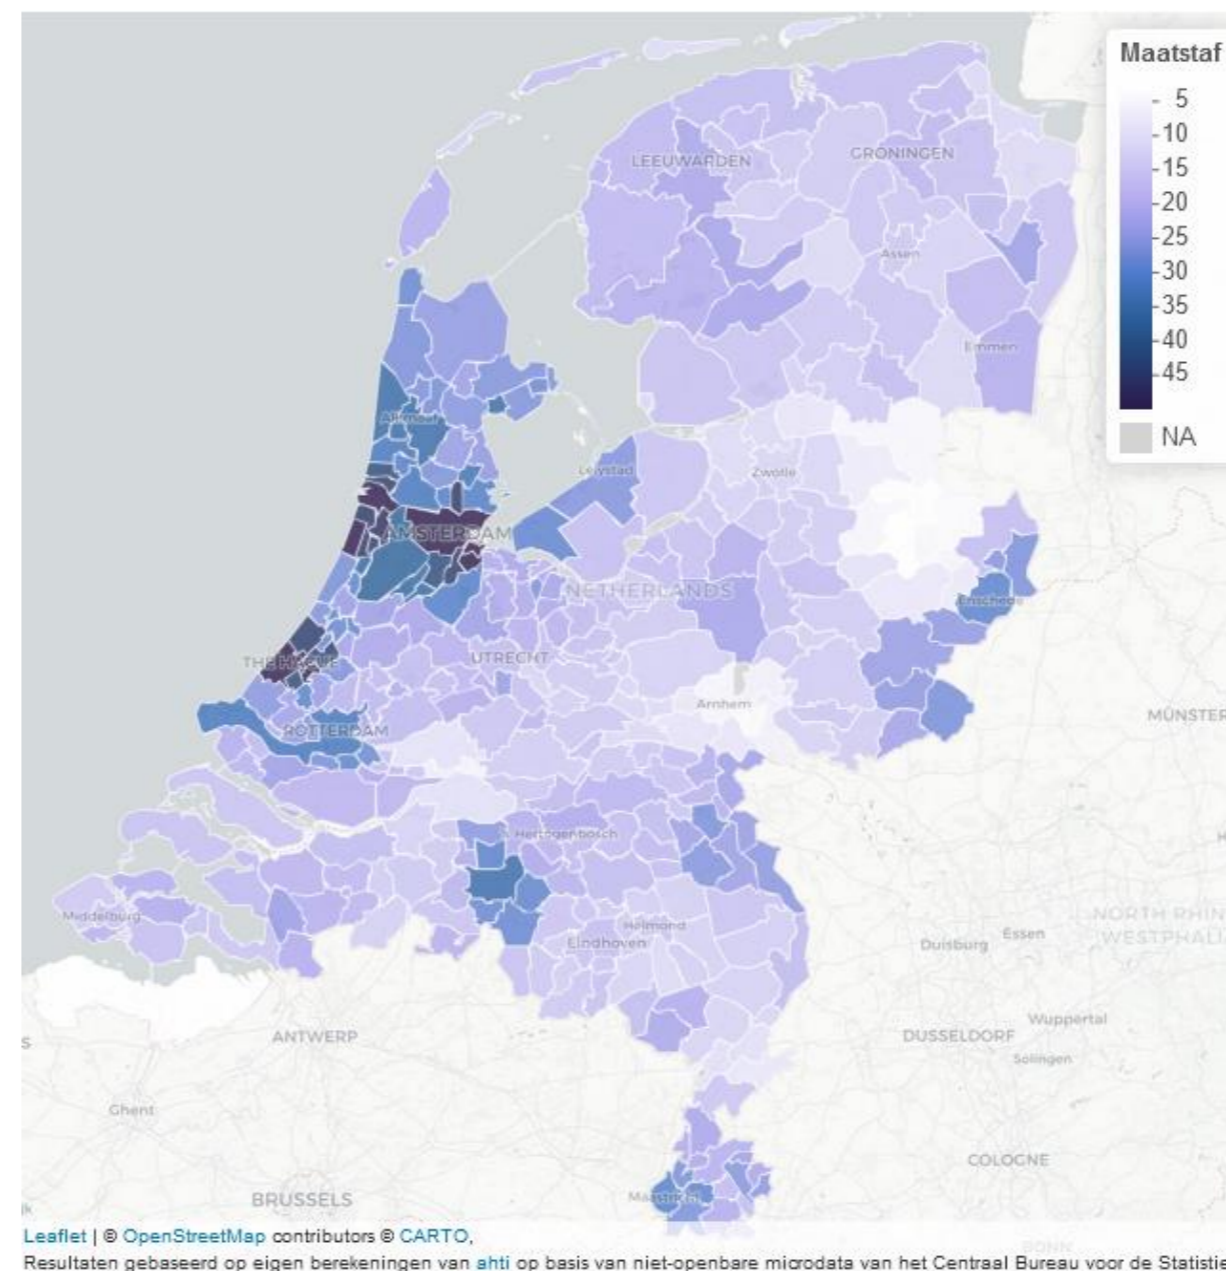 Maatstaf
5
10
15
20
25
30
35
40
45
NA
LEEUWARDEN
GRONINGEN
Assen
Emmen
Alkmaar
Lelystad
Zwolle
AMSTERDAM
NETHERLANDS
Enschede
THE HAGUE
UTRECHT
Arnhem
MÜNSTER
ROTTERDAM
's Hertogenbosch
Middelburg
Helmond
Eindhoven
NORTH RHIN
WESTPHALI
Duisburg
Essen
ANTWERP
DUSSELDORF
Wuppertal
Solingen
Ghent
COLOGNE
BRUSSELS
Maastricht
BONN
Leaflet | © OpenStreetMap contributors © CARTO,
Resultaten gebaseerd op eigen berekeningen van ahti op basis van niet-openbare microdata van het Centraal Bureau voor de Statistie